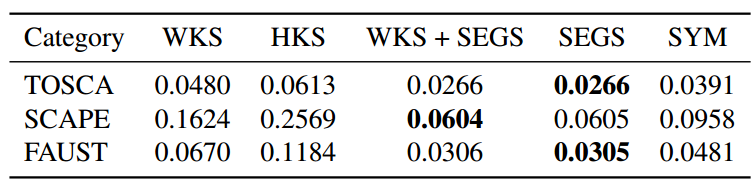 Category WKS HKS WKS + SEGS SEGS SYM
TOSCA 0.0480 0.0613 0.0266 0.0266 0.0391
SCAPE 0.1624 0.2569 0.0604 0.0605 0.0958
FAUST 0.0670 0.1184 0.0306 0.0305 0.0481